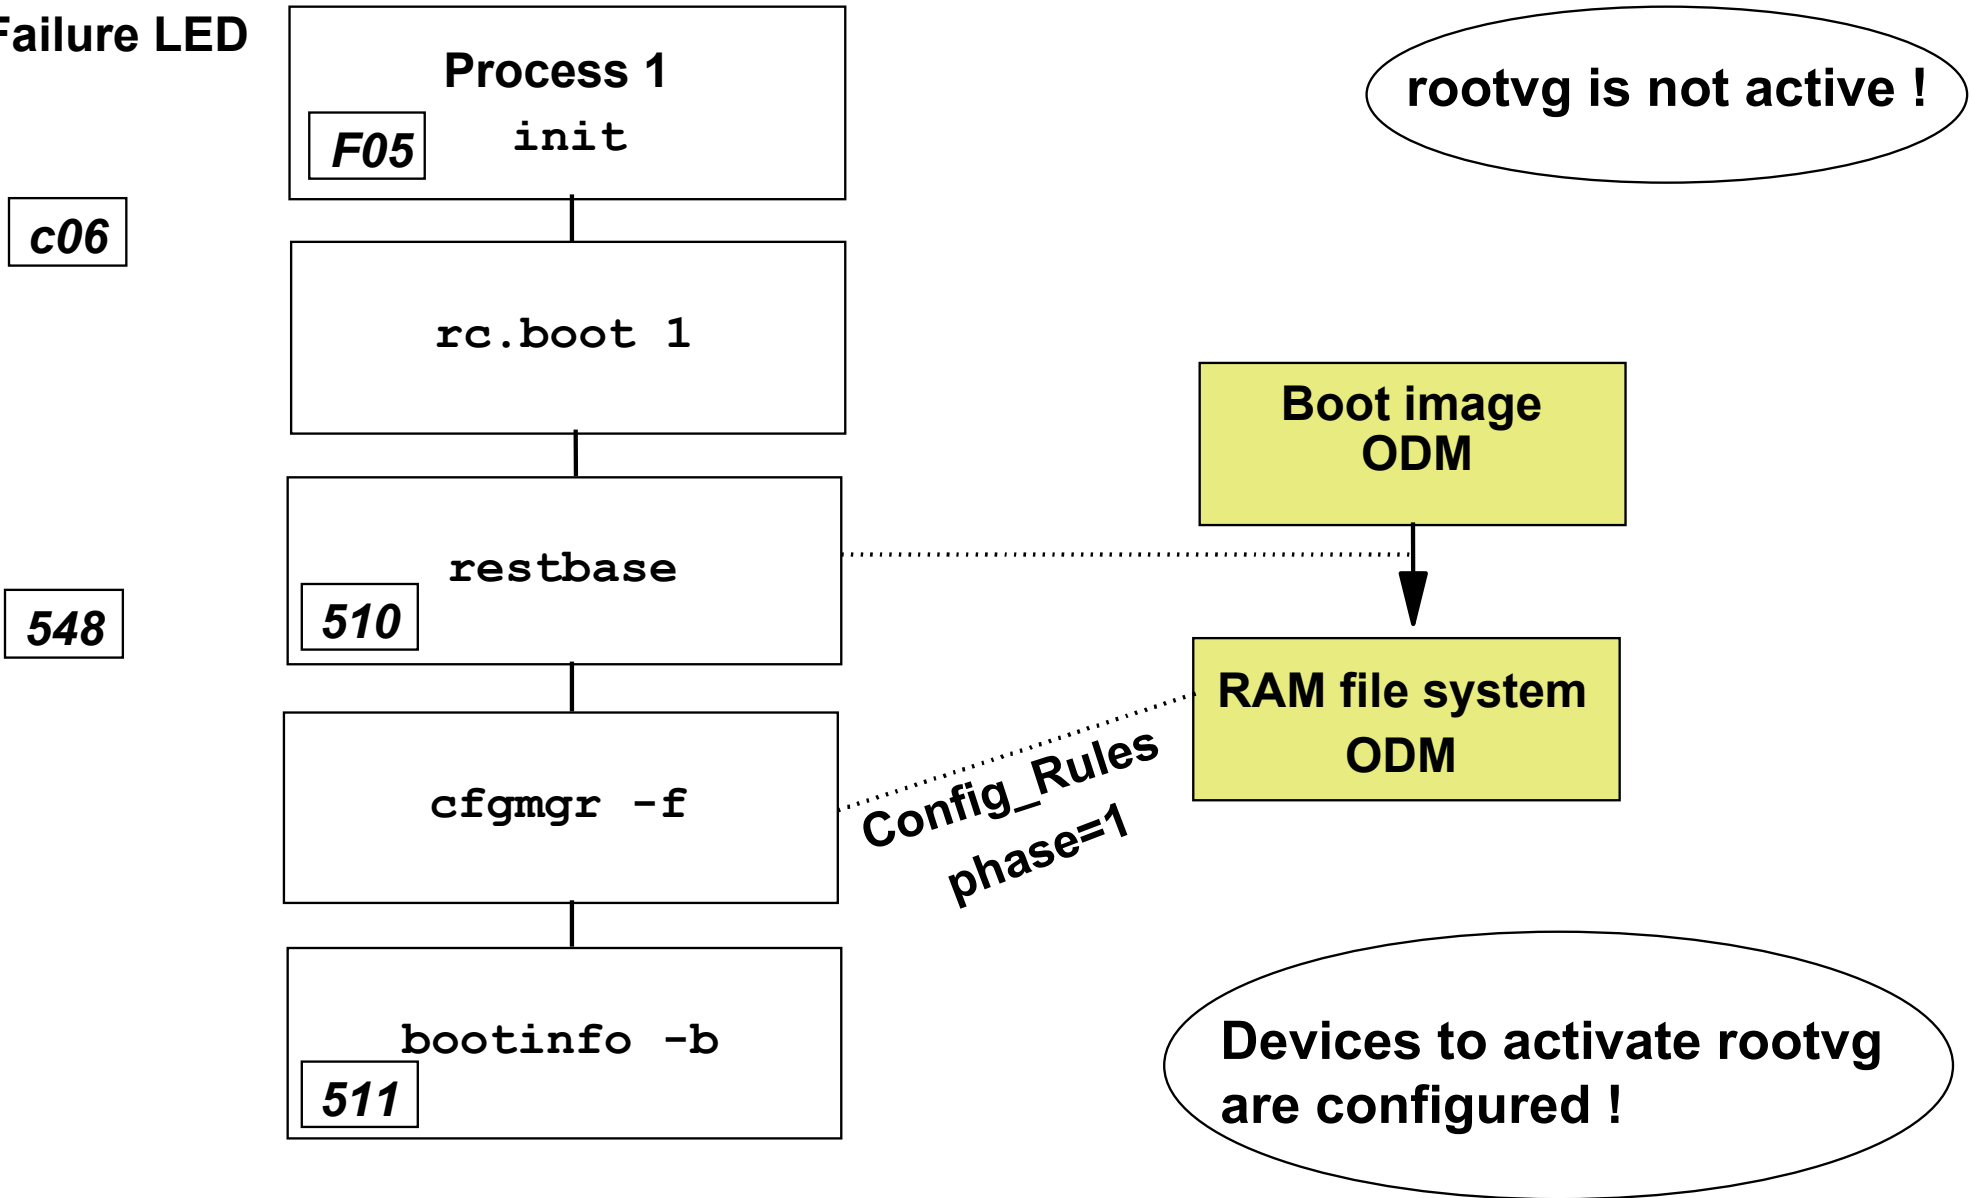 Failure LED
Process 1
init
F05
rootvg is not active !
c06
rc.boot 1
Boot image
ODM
restbase
510
548
RAM file system
ODM
cfgmgr -f
Config_Rules
phase=1
bootinfo -b
511
Devices to activate rootvg
are configured !